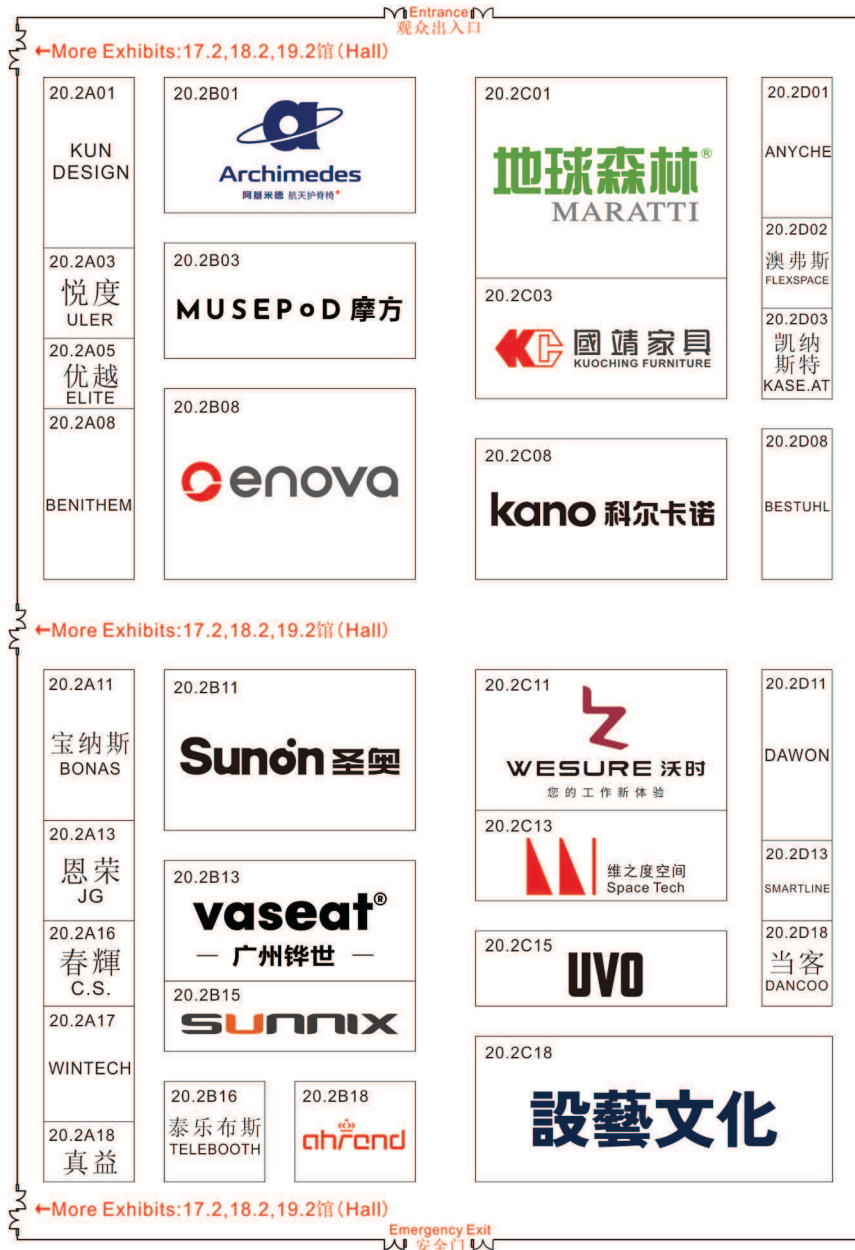 Entrance
观众出入口
←More Exhibits:17.2,18.2,19.2馆(Hall)
20.2A01
KUN
DESIGN
20.2A03
悦度
ULER
20.2A05
优越
ELITE
20.2A08
BENITHEM
20.2B01
a
Archimedes
阿基米德 航天护脊椅
20.2B03
MUSEPoD 摩方
20.2B08
enova
20.2C01
地球森林®
MARATTI
20.2C03
KC 國靖家具
KUOCHING FURNITURE
20.2C08
kano 科尔卡诺
20.2D01
ANYCHE
20.2D02
澳弗斯
FLEXSPACE
20.2D03
凯纳
斯特
KASE.AT
20.2D08
BESTUHL
←More Exhibits:17.2,18.2,19.2馆(Hall)
20.2A11
宝纳斯
BONAS
20.2A13
恩荣
JG
20.2A16
春輝
C.S.
20.2A17
WINTECH
20.2A18
真益
20.2B11
Sunon 圣奥
20.2B13
vaseat®
— 广州铧世 —
20.2B15
SUNNIX
20.2B16
泰乐布斯
TELEBOOTH
20.2B18
ahrend
20.2C11
WESURE 沃时
您的工作新体验
20.2C13
维之度空间
Space Tech
20.2C15
UVO
20.2C18
設藝文化
20.2D11
DAWON
20.2D13
SMARTLINE
20.2D18
当客
DANCOO
←More Exhibits:17.2,18.2,19.2馆(Hall)
Emergency Exit
安全门